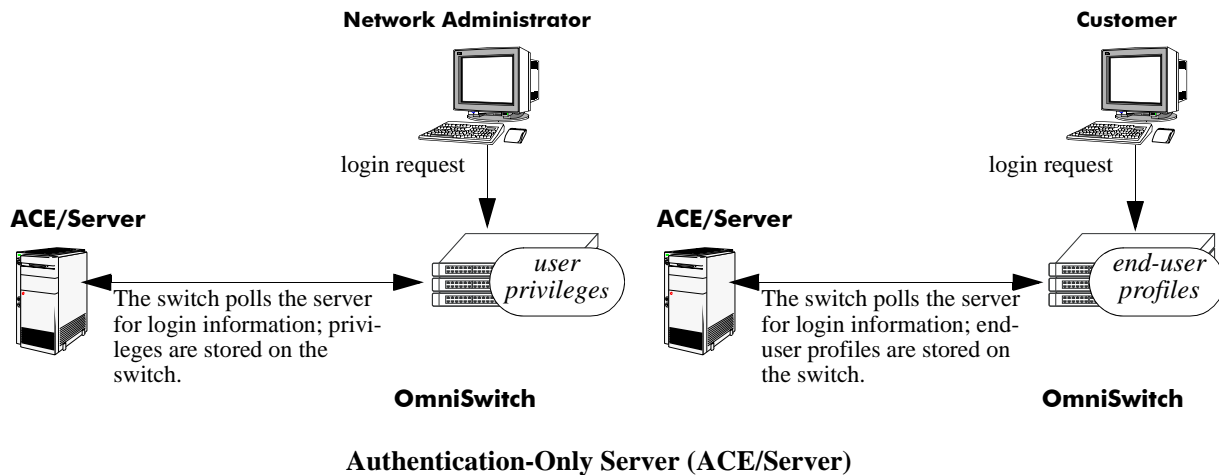 Network Administrator
login request
ACE/Server
user
privileges
The switch polls the server
for login information; privi-
leges are stored on the
switch.
OmniSwitch
Customer
login request
ACE/Server
end-user
profiles
The switch polls the server
for login information; end-
user profiles are stored on
the switch.
OmniSwitch
Authentication-Only Server (ACE/Server)